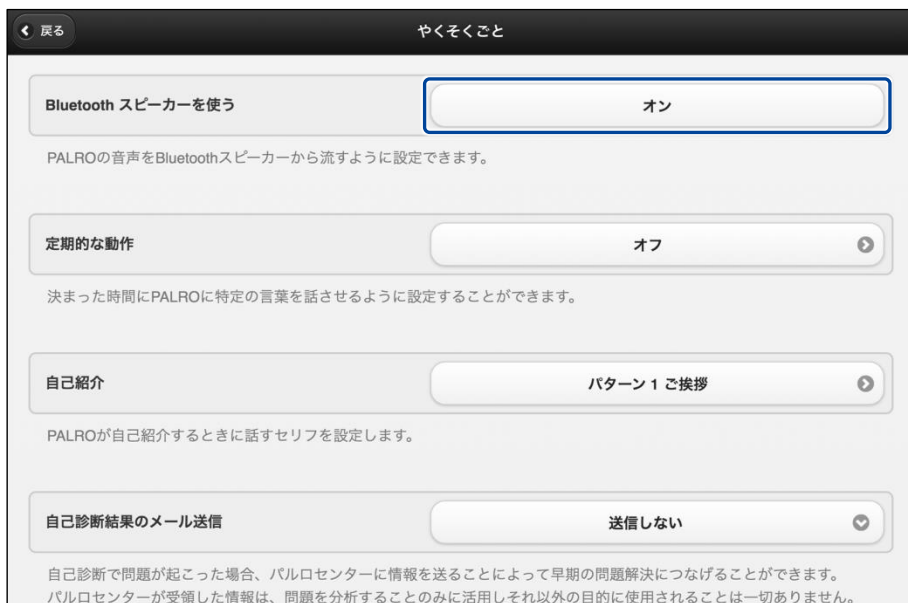 戻る
やくそくごと
Bluetooth スピーカーを使う
オン
PALROの音声をBluetoothスピーカーから流すように設定できます。
定期的な動作
オフ
決まった時間にPALROに特定の言葉を話させるように設定することができます。
自己紹介
パターン 1 ご挨拶
PALROが自己紹介するときに話すセリフを設定します。
自己診断結果のメール送信
送信しない
自己診断で問題が起こった場合、パルロセンターに情報を送ることによって早期の問題解決につなげることができます。
パルロセンターが受領した情報は、問題を分析することのみに活用しそれ以外の目的に使用されることは一切ありません。